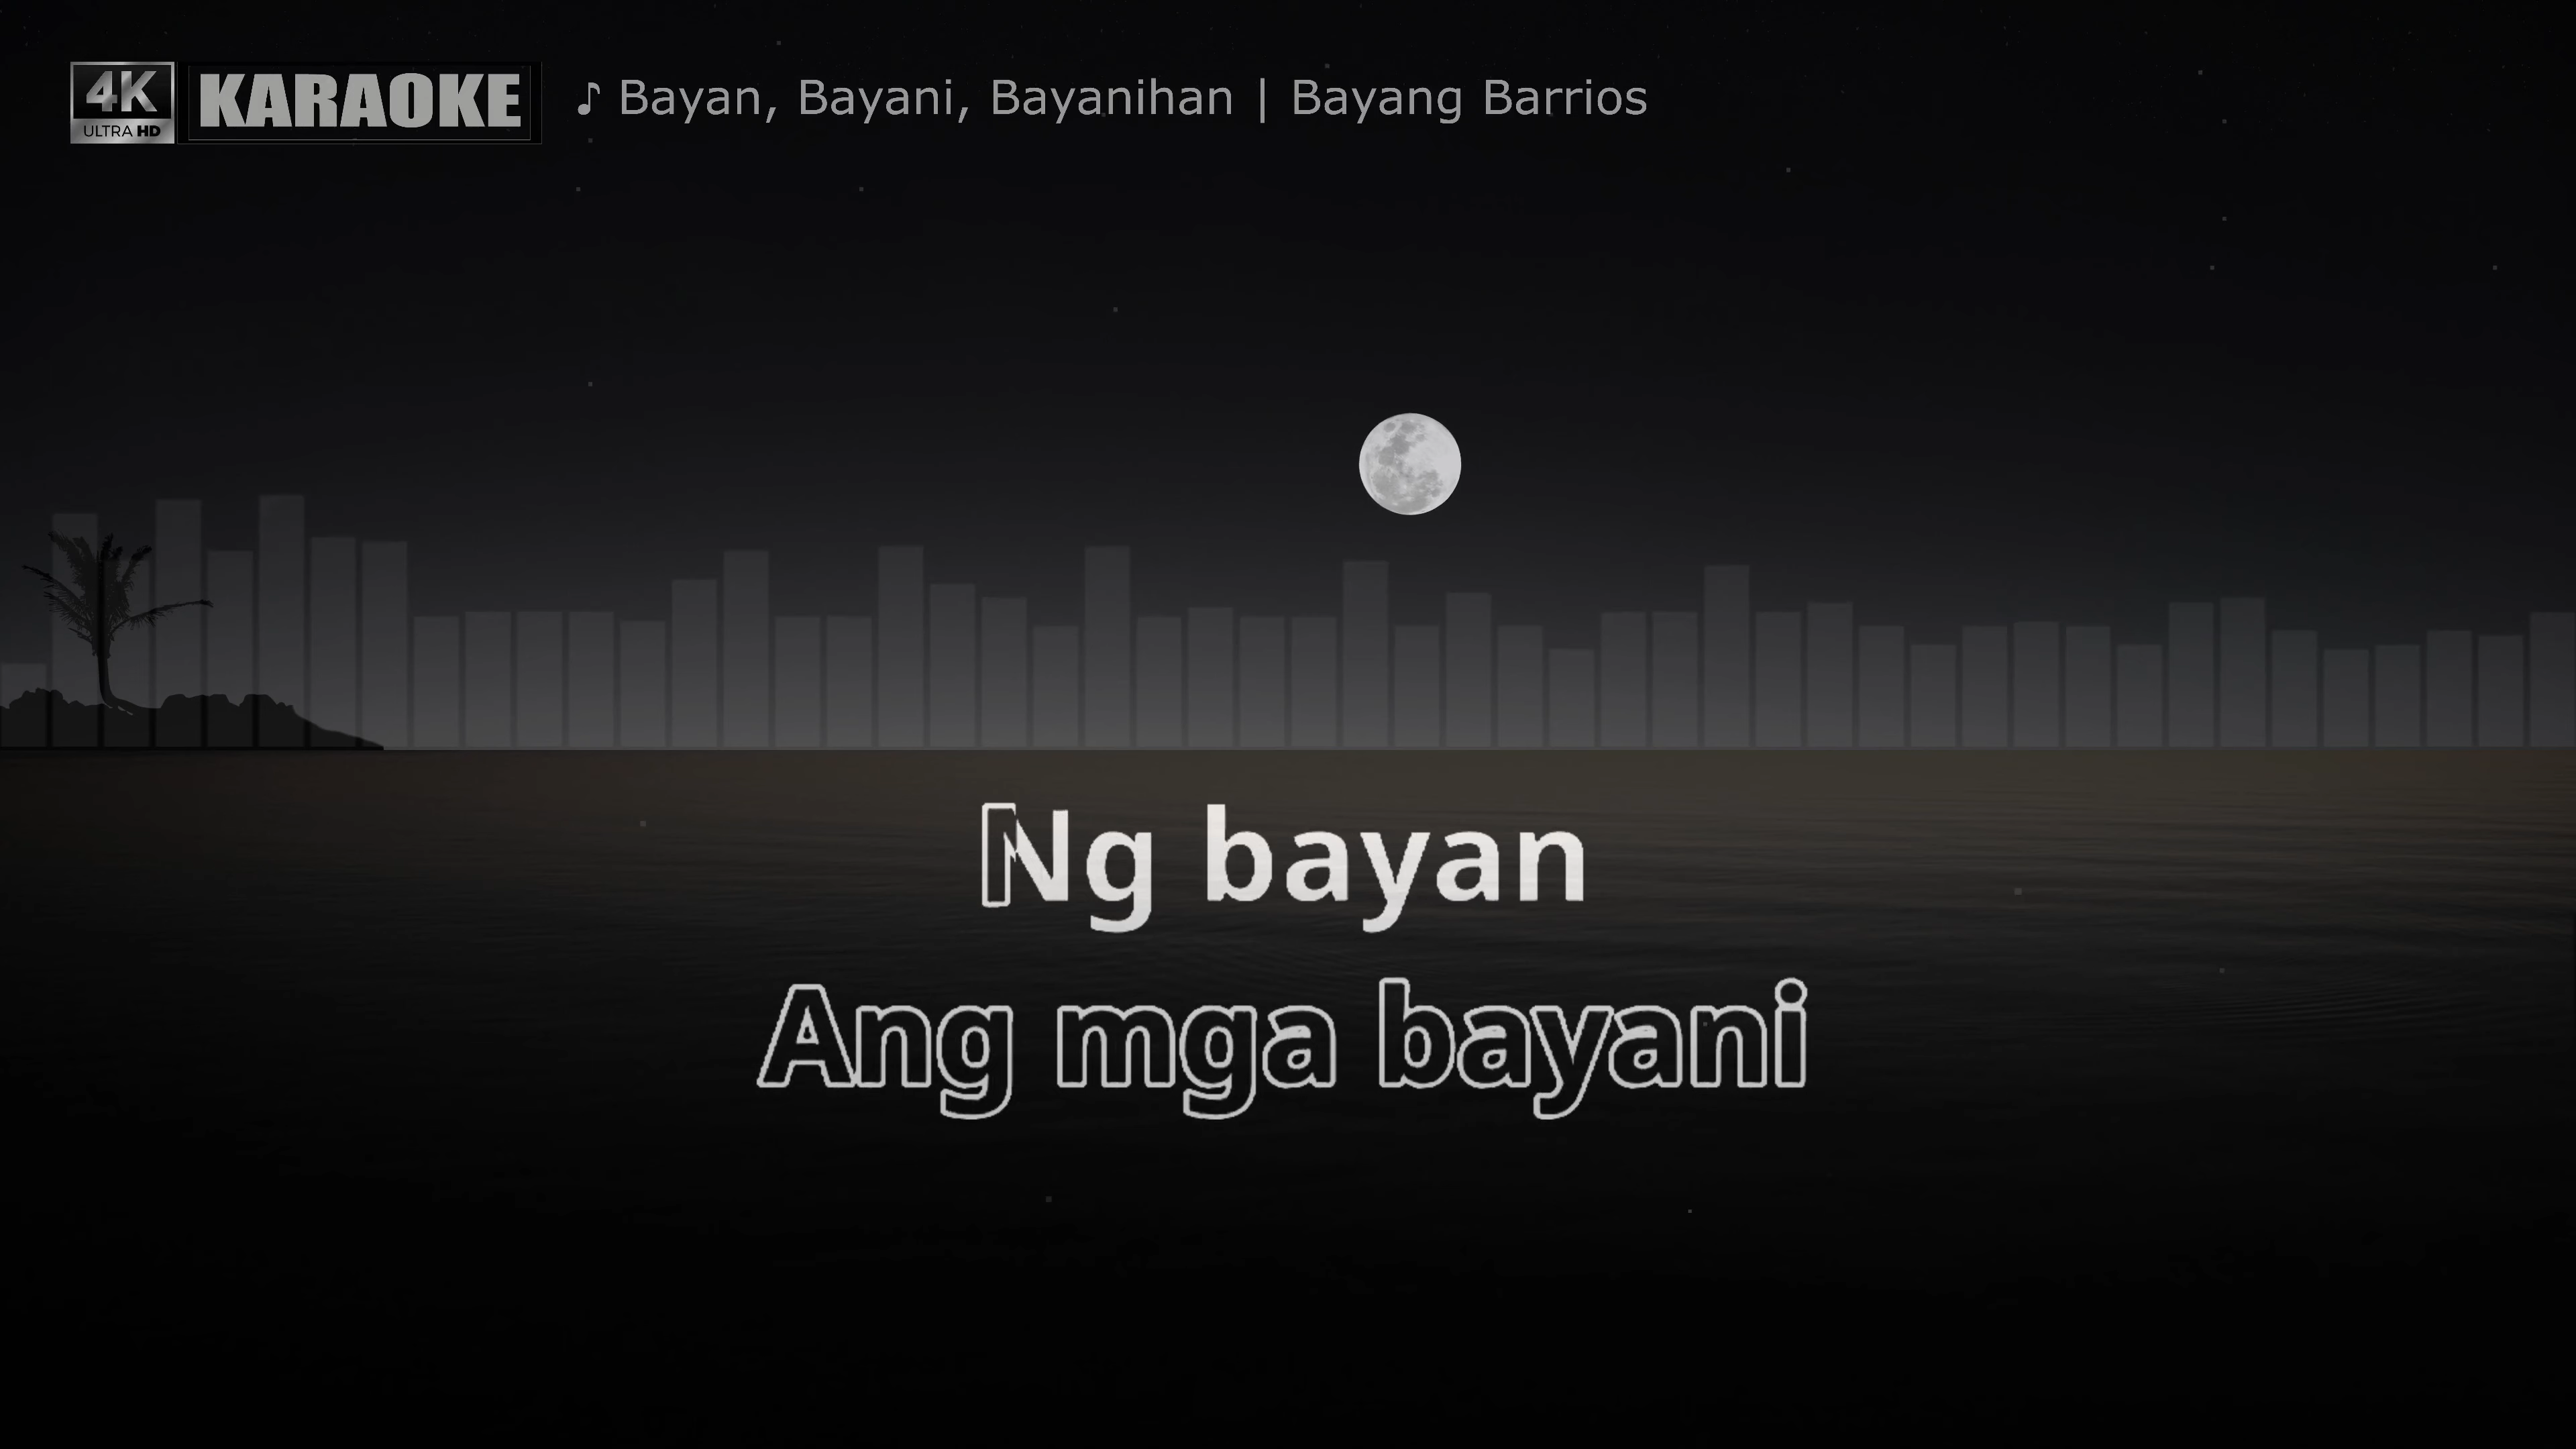 4K
ULTRA HD
KARAOKE
♪ Bayan, Bayani, Bayanihan | Bayang Barrios
Ng bayan
Ang mga bayani